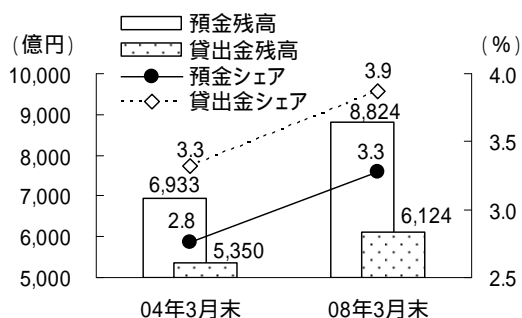 預金残高
貸出金残高
預金シェア
貸出金シェア
(億円)
(%)
10,000
9,000
8,000
7,000
6,000
5,000
4.0
3.5
3.0
2.5
3.3
6,933
2.8
5,350
3.9
8,824
3.3
6,124
04年3月末
08年3月末